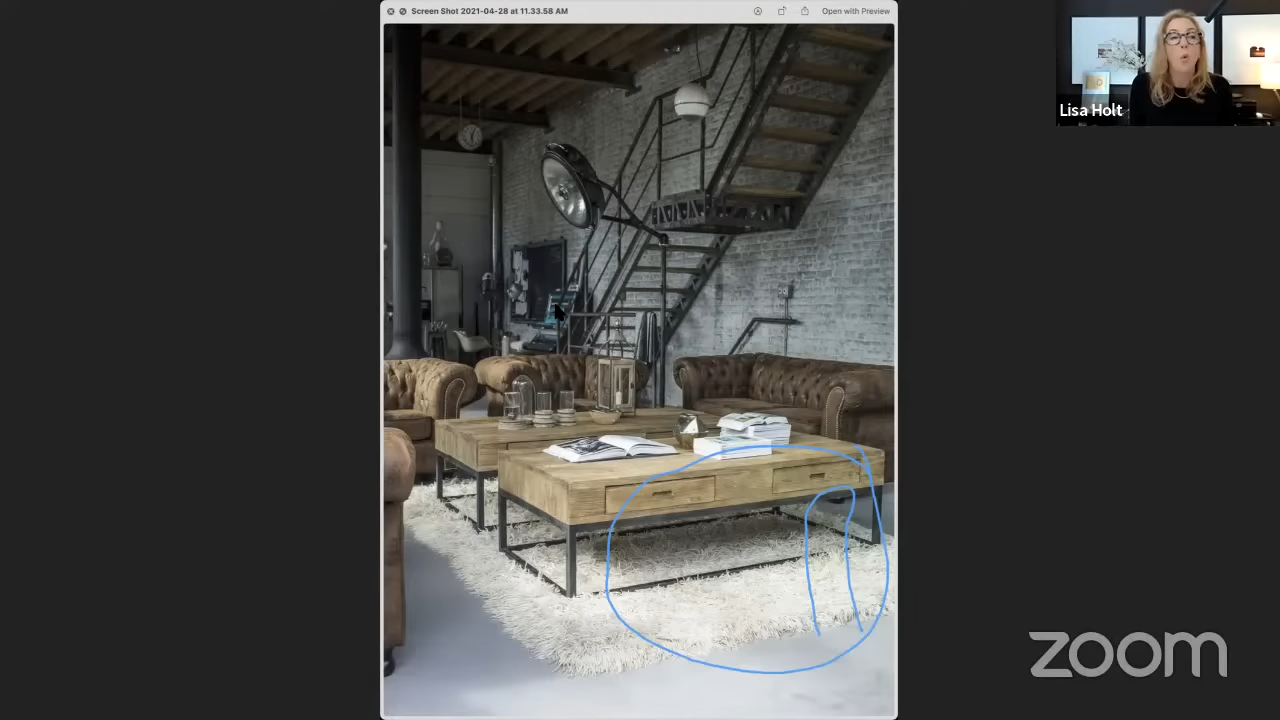 Screen Shot 2021-04-28 at 11.33.58 AM
Open with Preview
Lisa Holt
zoom